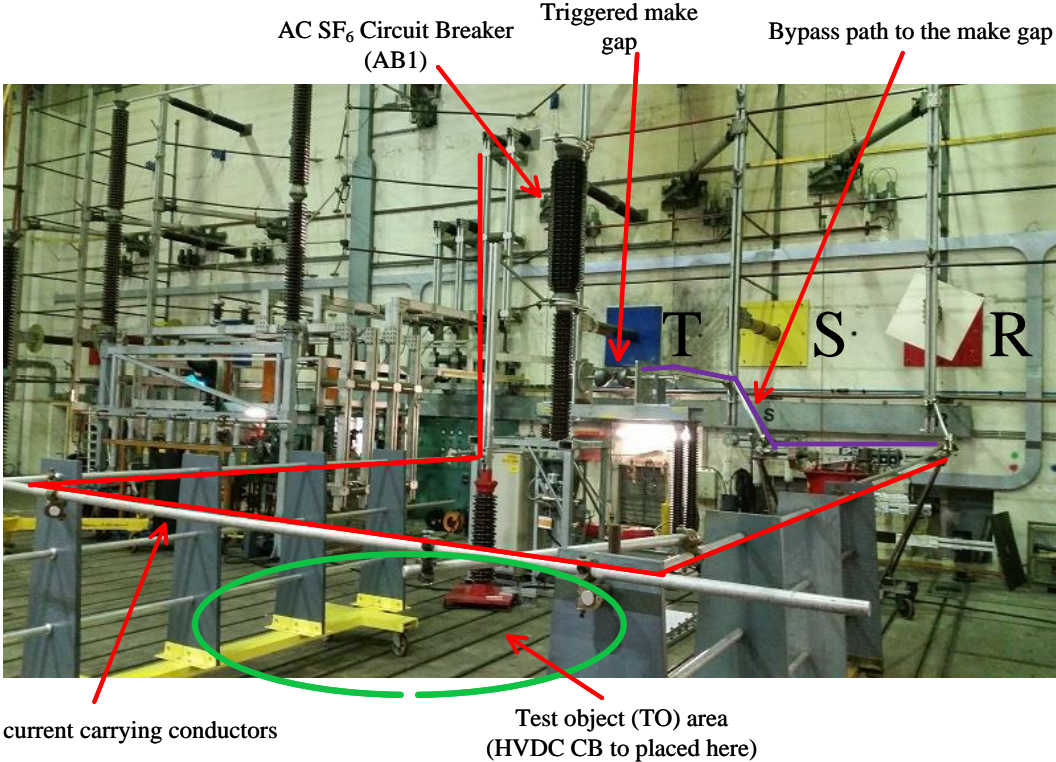 AC SF₆ Circuit Breaker
(AB1)
Triggered make
gap
Bypass path to the make gap
T
S
R
S
current carrying conductors
Test object (TO) area
(HVDC CB to placed here)